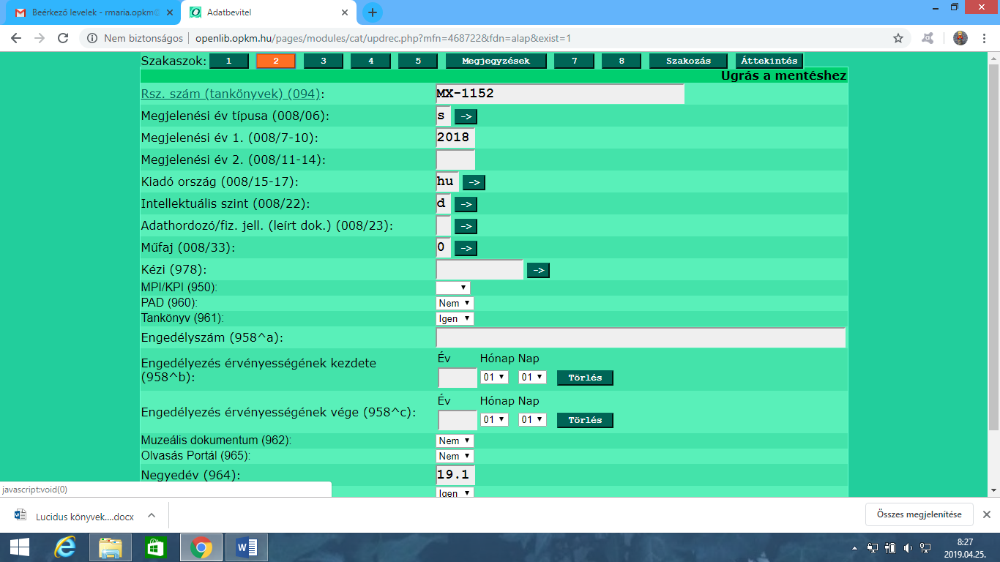 Beérkező levelek - rmaria.opkm@
Adatbevitel
Nem biztonságos
openlib.opkm.hu/pages/modules/cat/updrec.php?mfn=468722&fdn=alap&exist=1
Szakaszok: 1 2 3 4 5 Megjegyzések 7 8 Szakozás Áttekintés
Ugrás a mentéshez
Rsz. szám (tankönyvek) (094): MX-1152
Megjelenési év típusa (008/06): s ->
Megjelenési év 1. (008/7-10): 2018
Megjelenési év 2. (008/11-14):
Kiadó ország (008/15-17): hu ->
Intellektuális szint (008/22): d ->
Adathordozó/fiz. jell. (leírt dok.) (008/23): ->
Műfaj (008/33): 0 ->
Kézi (978): ->
MPI/KPI (950):
PAD (960): Nem
Tankönyv (961): Igen
Engedélyszám (958^a):
Év Hónap Nap
Engedélyezés érvényességének kezdete
(958^b):
01 01 Törlés
Év Hónap Nap
Engedélyezés érvényességének vége (958^c):
01 01 Törlés
Muzeális dokumentum (962): Nem
Olvasás Portál (965): Nem
Negyedév (964): 19.1
Igen
javascript:void(0)
Lucidus könyvek....docx
Összes megjelenítése
8:27
2019.04.25.